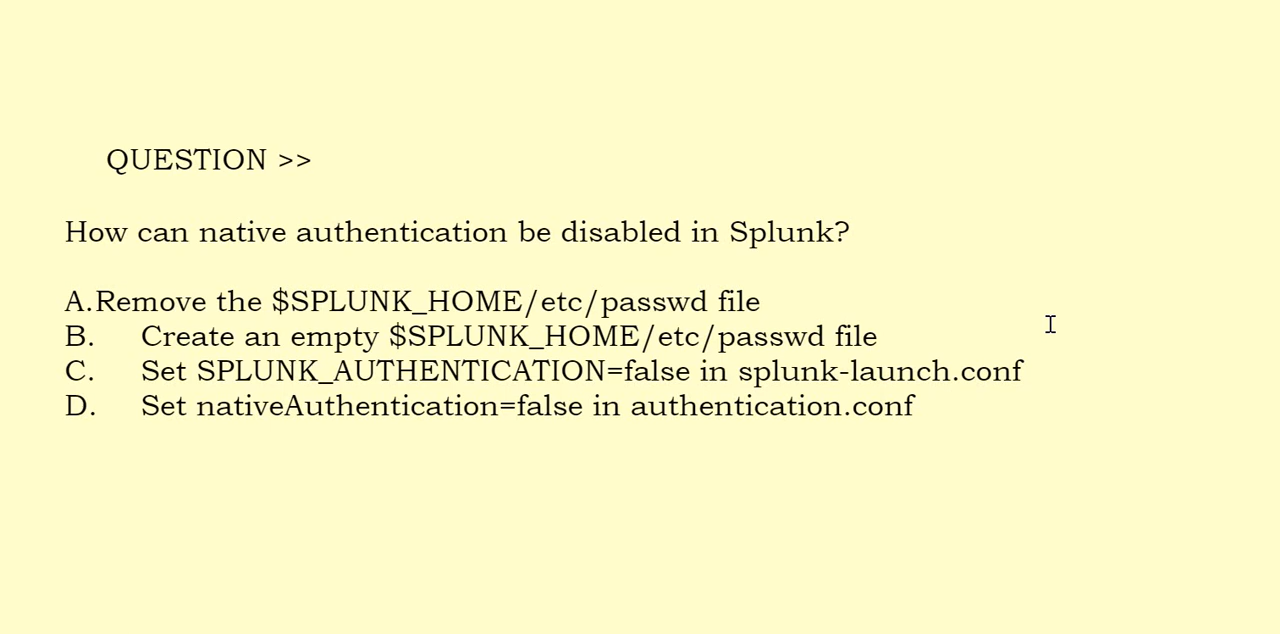 QUESTION >>
How can native authentication be disabled in Splunk?
A.Remove the $SPLUNK_HOME/etc/passwd file
B. Create an empty $SPLUNK_HOME/etc/passwd file
C. Set SPLUNK_AUTHENTICATION=false in splunk-launch.conf
D. Set nativeAuthentication=false in authentication.conf